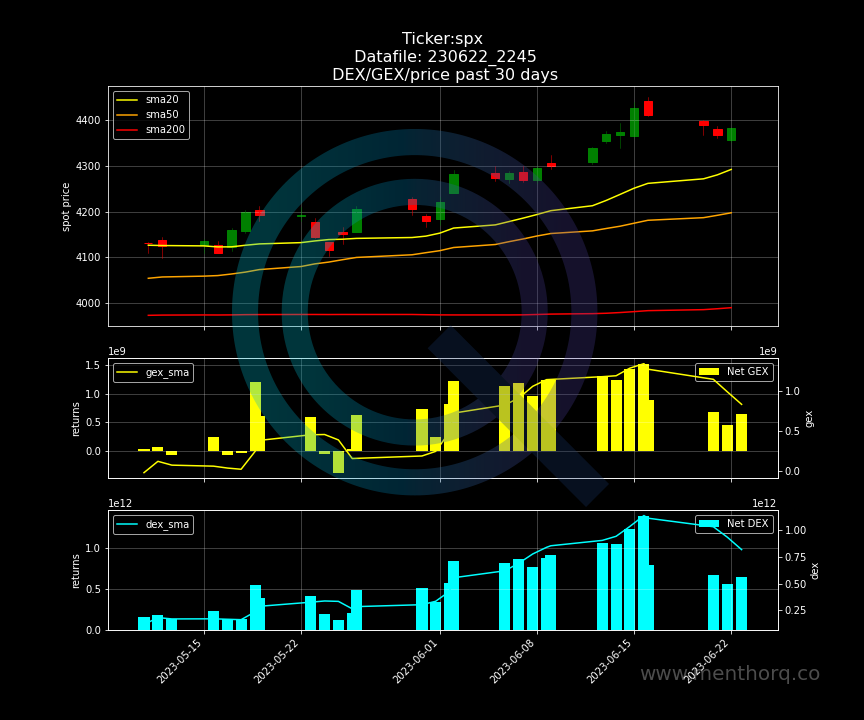 Ticker:spx
Datafile: 230622_2245
DEX/GEX/price past 30 days
sma20
sma50
sma200
spot price
4400
4300
4200
4100
4000
1e9
1e9
gex_sma
Net GEX
returns
1.5
1.0
0.5
0.0
1.0
0.5
0.0
gex
1e12
1e12
dex_sma
Net DEX
returns
1.0
0.5
0.0
1.00
0.75
0.50
0.25
dex
2023-05-15
2023-05-22
2023-06-01
2023-06-08
2023-06-15
2023-06-22
www.menthorq.co